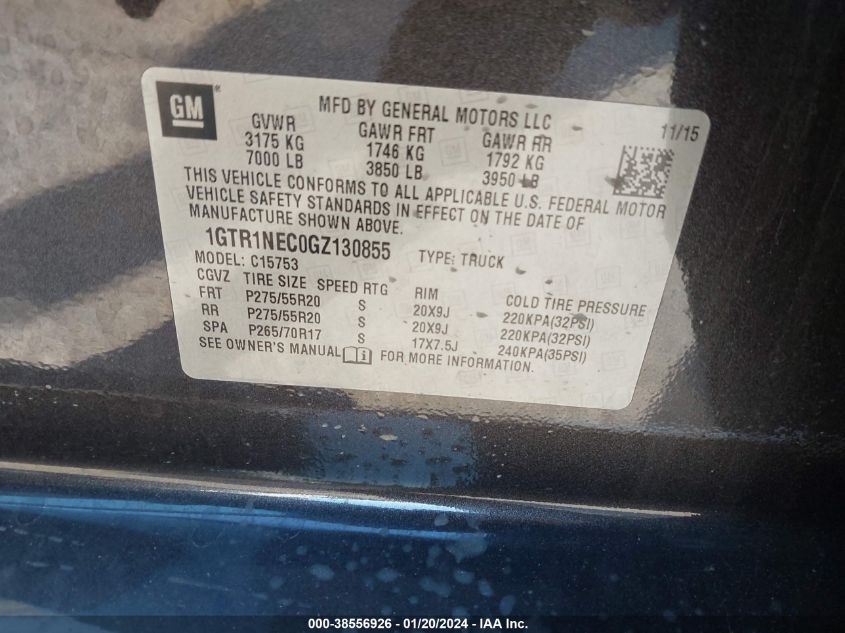 GM
MFD BY GENERAL MOTORS LLC
11/15
GVWR GAWR FRT GAWR RR
3175 KG 1746 KG 1792 KG
7000 LB 3850 LB 3950 LB
THIS VEHICLE CONFORMS TO ALL APPLICABLE U.S. FEDERAL MOTOR
VEHICLE SAFETY STANDARDS IN EFFECT ON THE DATE OF
MANUFACTURE SHOWN ABOVE.
1GTR1NEC0GZ130855 TYPE: TRUCK
MODEL: C15753
CGVZ TIRE SIZE SPEED RTG RIM COLD TIRE PRESSURE
FRT P275/55R20 S 20X9J 220KPA(32PSI)
RR P275/55R20 S 20X9J 220KPA(32PSI)
SPA P265/70R17 S 17X7.5J 240KPA(35PSI)
SEE OWNER'S MANUAL FOR MORE INFORMATION.
000-38556926 - 01/20/2024 - IAA Inc.